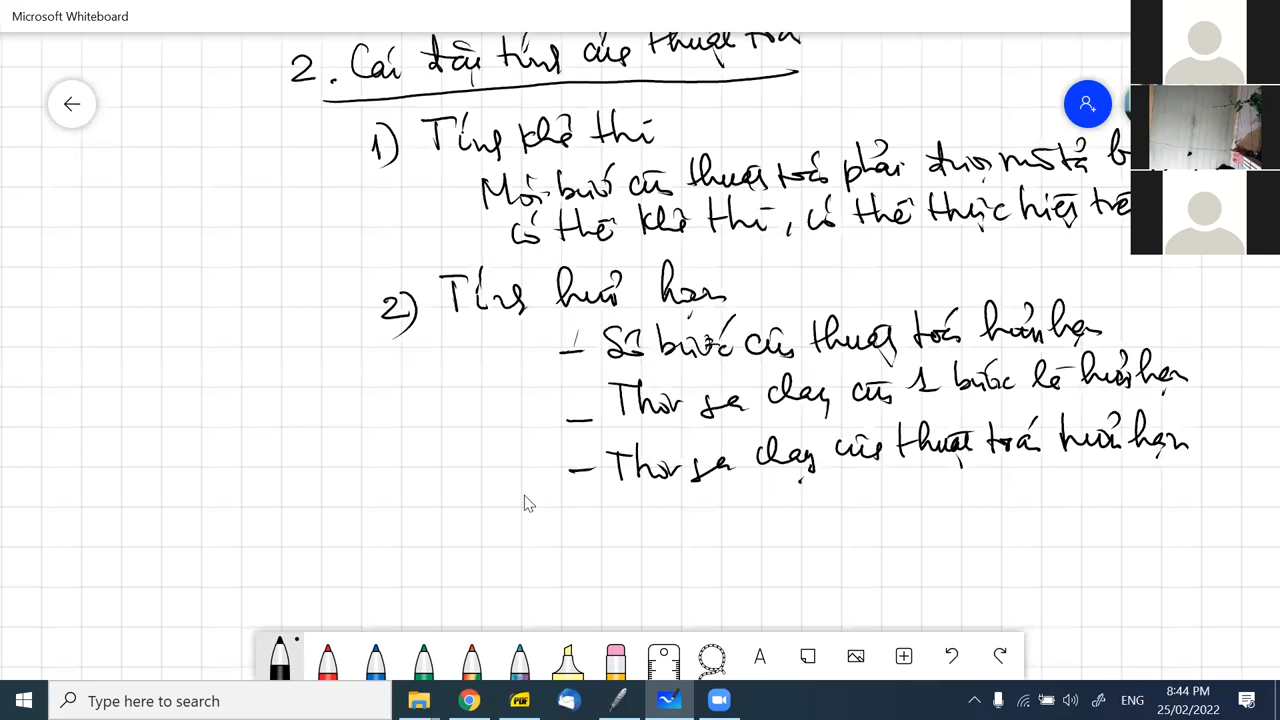 Microsoft Whiteboard
2. Các đặc tính của thuật toán
1) Tính khả thi
Mỗi bước của thuật toán phải được mô tả
có thể khả thi, có thể thực hiện trê
2) Tính hữu hạn
- Số bước của thuật toán hữu hạn
- Thời gian chạy của 1 bước là hữu hạn
- Thời gian chạy của thuật toán hữu hạn
Type here to search
PDF
ENG
8:44 PM
25/02/2022